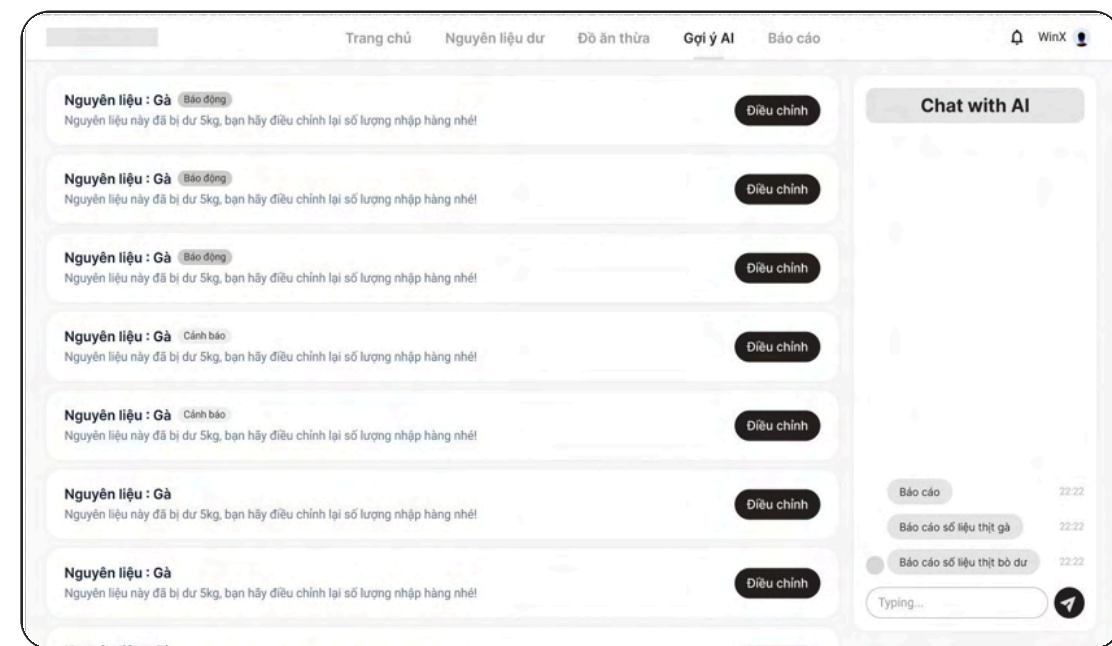 Trang chủ Nguyên liệu dư Đồ ăn thừa Gợi ý AI Báo cáo WinX
Nguyên liệu : Gà Báo động
Nguyên liệu này đã bị dư 5kg, bạn hãy điều chỉnh lại số lượng nhập hàng nhé!
Điều chỉnh
Nguyên liệu : Gà Báo động
Nguyên liệu này đã bị dư 5kg, bạn hãy điều chỉnh lại số lượng nhập hàng nhé!
Điều chỉnh
Nguyên liệu : Gà Báo động
Nguyên liệu này đã bị dư 5kg, bạn hãy điều chỉnh lại số lượng nhập hàng nhé!
Điều chỉnh
Nguyên liệu : Gà Cảnh báo
Nguyên liệu này đã bị dư 5kg, bạn hãy điều chỉnh lại số lượng nhập hàng nhé!
Điều chỉnh
Nguyên liệu : Gà Cảnh báo
Nguyên liệu này đã bị dư 5kg, bạn hãy điều chỉnh lại số lượng nhập hàng nhé!
Điều chỉnh
Nguyên liệu : Gà
Nguyên liệu này đã bị dư 5kg, bạn hãy điều chỉnh lại số lượng nhập hàng nhé!
Điều chỉnh
Nguyên liệu : Gà
Nguyên liệu này đã bị dư 5kg, bạn hãy điều chỉnh lại số lượng nhập hàng nhé!
Điều chỉnh
Chat with AI
Báo cáo 22:22
Báo cáo số liệu thịt gà 22:22
Báo cáo số liệu thịt bò dư 22:22
Typing...